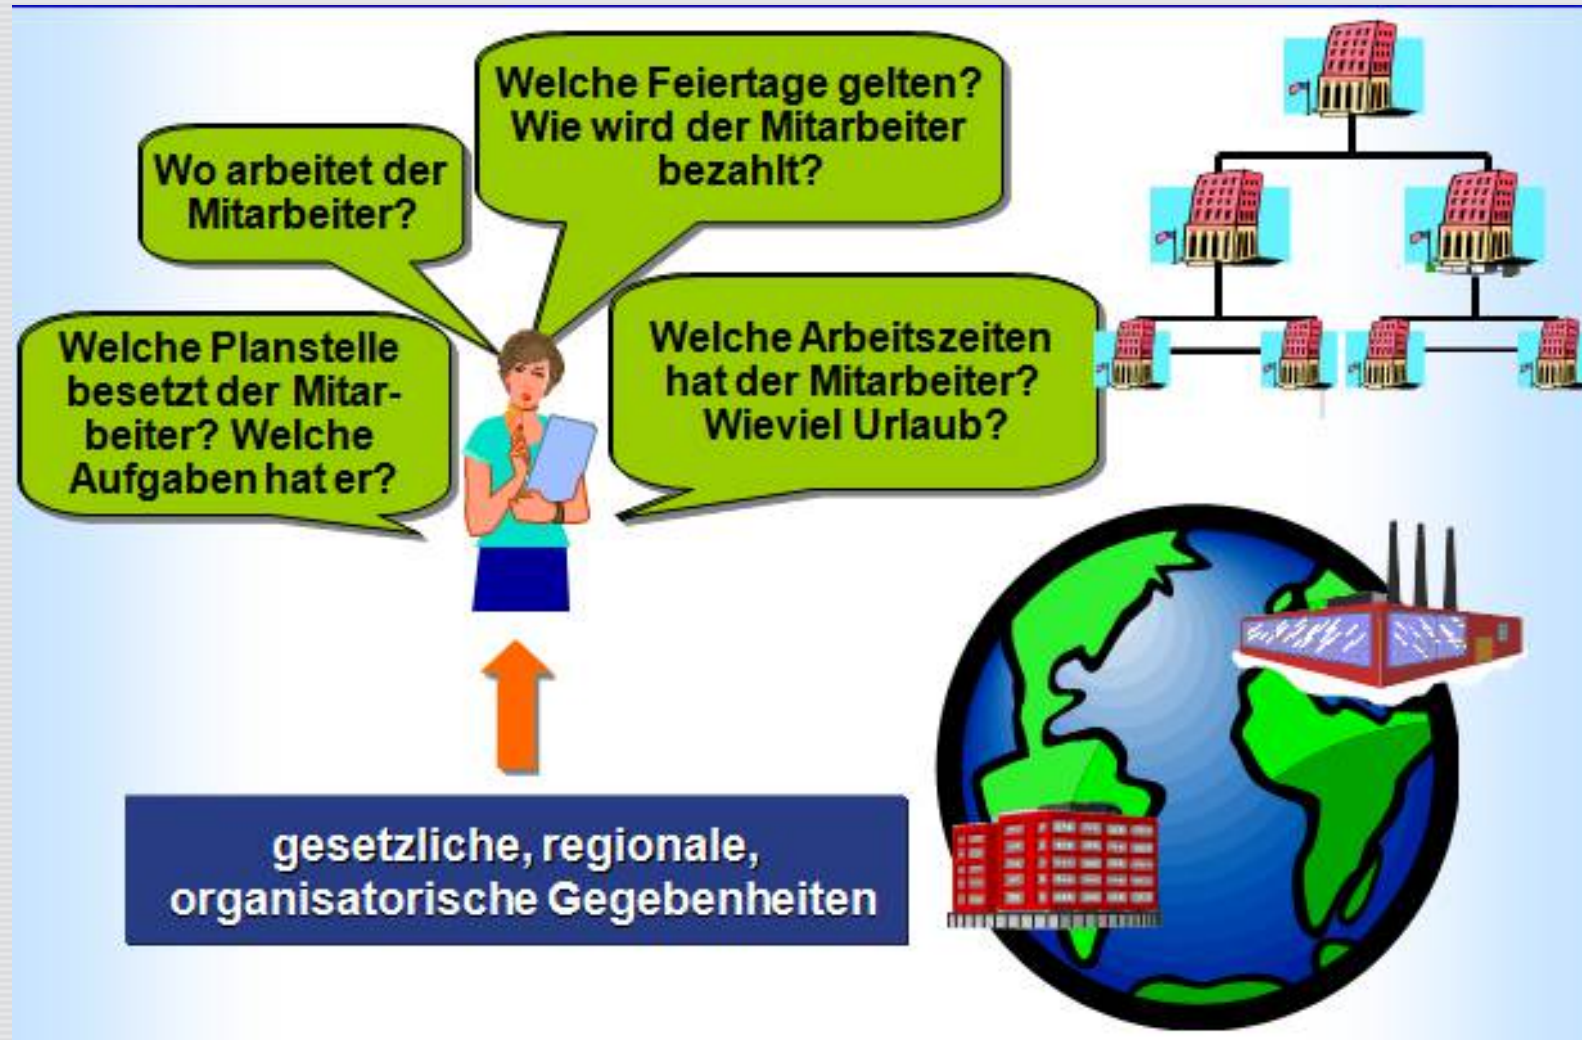 Welche Feiertage gelten?
Wie wird der Mitarbeiter
bezahlt?
Wo arbeitet der
Mitarbeiter?
Welche Planstelle
besetzt der Mitar-
beiter? Welche
Aufgaben hat er?
Welche Arbeitszeiten
hat der Mitarbeiter?
Wieviel Urlaub?
gesetzliche, regionale,
organisatorische Gegebenheiten